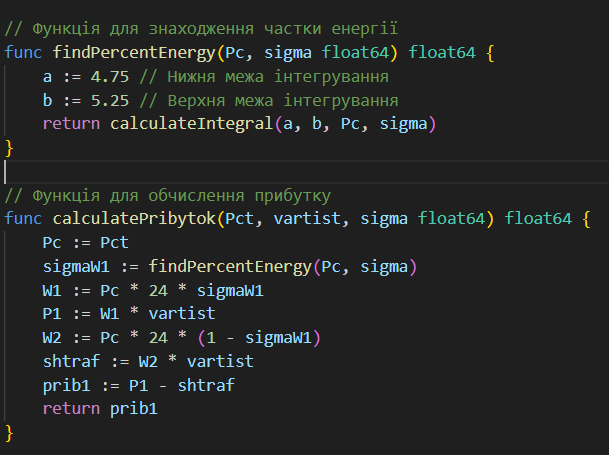 // Функція для знаходження частки енергії
func findPercentEnergy(Pc, sigma float64) float64 {
    a := 4.75 // Нижня межа інтегрування
    b := 5.25 // Верхня межа інтегрування
    return calculateIntegral(a, b, Pc, sigma)
}

// Функція для обчислення прибутку
func calculatePribytok(Pct, vartist, sigma float64) float64 {
    Pc := Pct
    sigmaW1 := findPercentEnergy(Pc, sigma)
    W1 := Pc * 24 * sigmaW1
    P1 := W1 * vartist
    W2 := Pc * 24 * (1 - sigmaW1)
    shtraf := W2 * vartist
    prib1 := P1 - shtraf
    return prib1
}